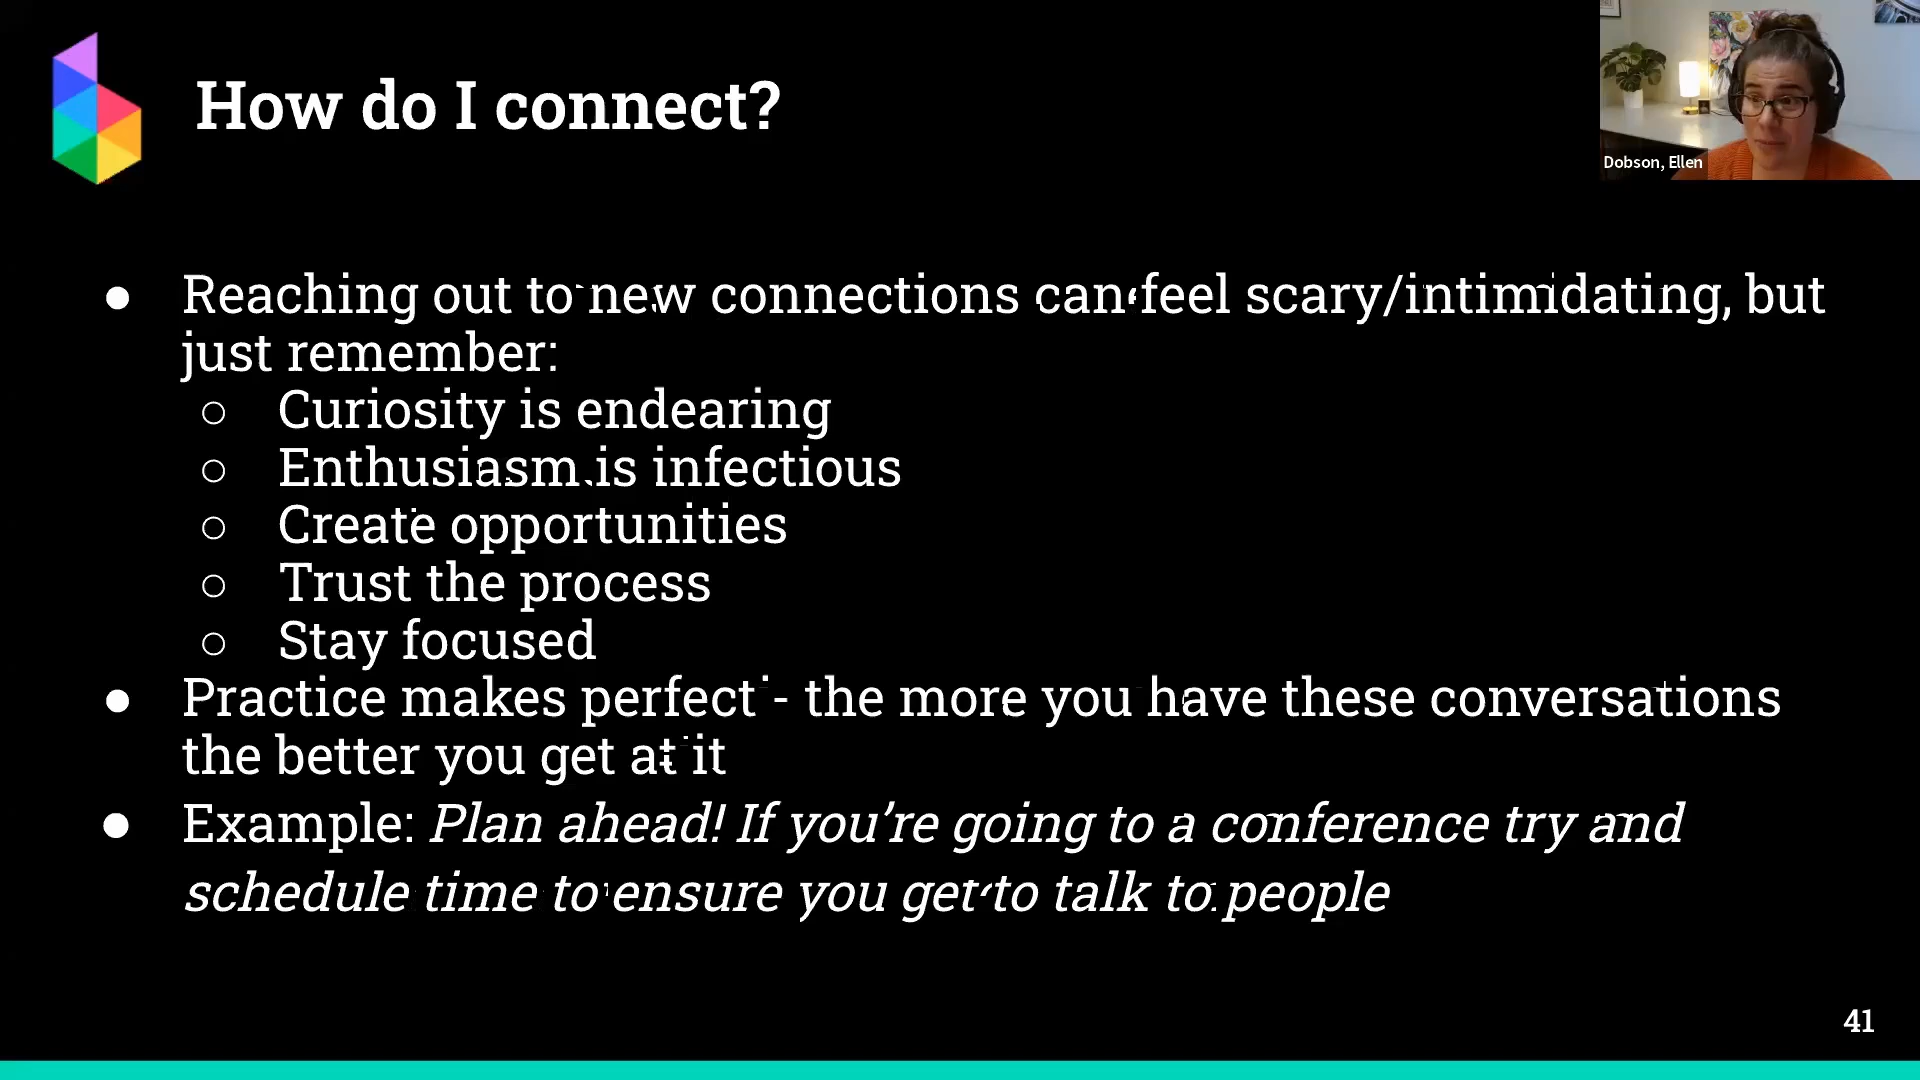 How do I connect?
Dobson, Ellen
● Reaching out to new connections can feel scary/intimidating, but
just remember:
○ Curiosity is endearing
○ Enthusiasm is infectious
○ Create opportunities
○ Trust the process
○ Stay focused
● Practice makes perfect - the more you have these conversations
the better you get at it
● Example: Plan ahead! If you’re going to a conference try and
schedule time to ensure you get to talk to people
41